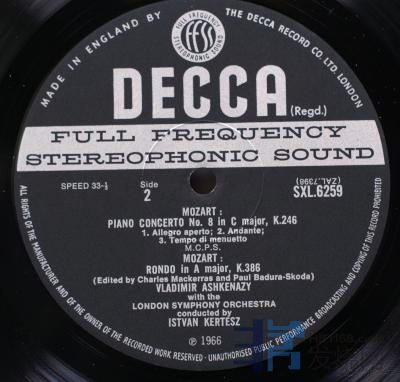 MADE IN ENGLAND BY
THE DECCA RECORD CO. LTD. LONDON
FULL FREQUENCY
ffss
STEREOPHONIC SOUND
DECCA
(Regd.)
FULL FREQUENCY
STEREOPHONIC SOUND
SPEED 33-⅓
Side
2
(ZAL.7396)
SXL.6259
MOZART :
PIANO CONCERTO No. 8 in C major, K.246
1. Allegro aperto; 2. Andante;
3. Tempo di menuetto
M.C.P.S.
MOZART :
RONDO in A major, K.386
(Edited by Charles Mackerras and Paul Badura-Skoda)
VLADIMIR ASHKENAZY
with the
LONDON SYMPHONY ORCHESTRA
conducted by
ISTVAN KERTESZ
℗ 1966
ALL RIGHTS OF THE MANUFACTURER AND OF THE OWNER OF THE RECORDED WORK RESERVED · UNAUTHORISED PUBLIC PERFORMANCE, BROADCASTING AND COPYING OF THIS RECORD PROHIBITED